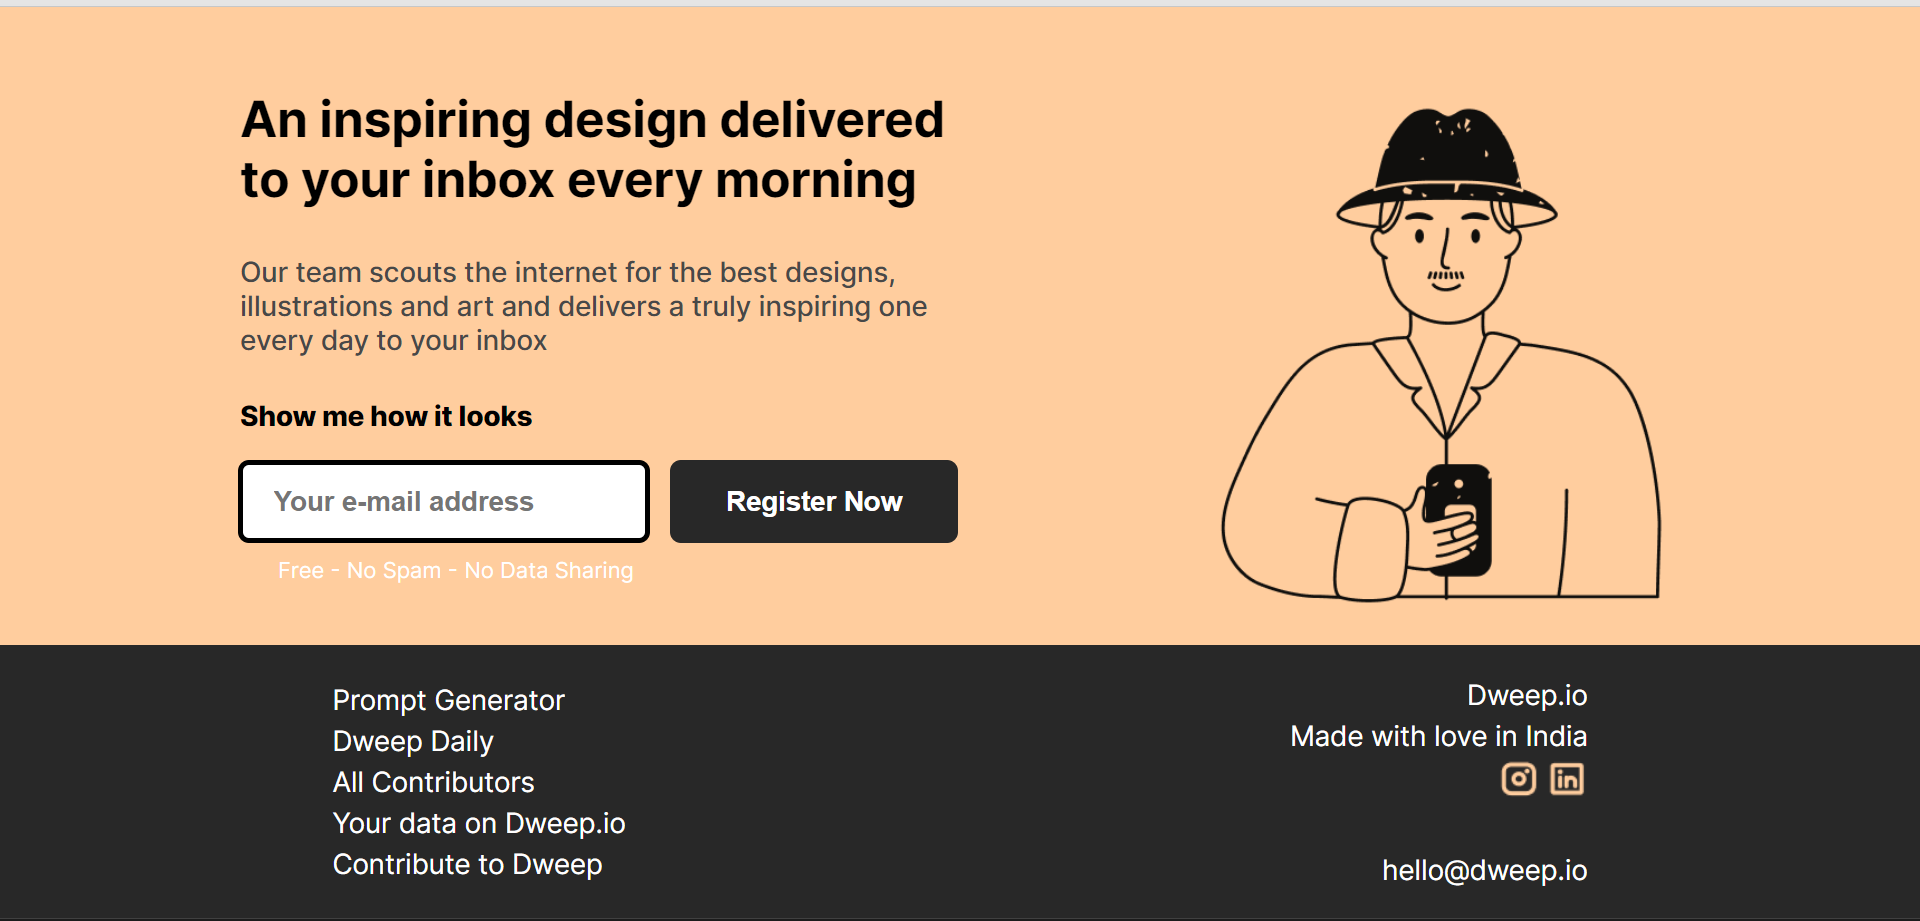 An inspiring design delivered
to your inbox every morning
Our team scouts the internet for the best designs,
illustrations and art and delivers a truly inspiring one
every day to your inbox
Show me how it looks
Your e-mail address
Register Now
Free - No Spam - No Data Sharing
Prompt Generator
Dweep Daily
All Contributors
Your data on Dweep.io
Contribute to Dweep
Dweep.io
Made with love in India
in
hello@dweep.io